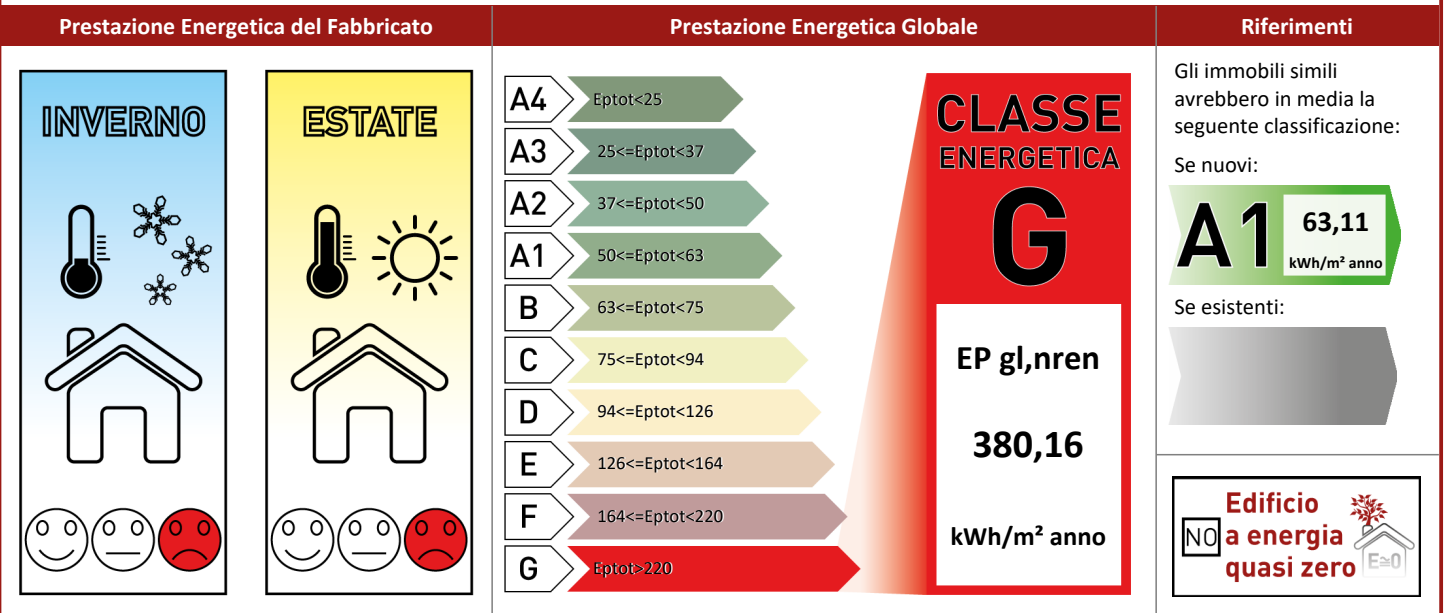 Prestazione Energetica del Fabbricato
Prestazione Energetica Globale
Riferimenti
INVERNO
ESTATE
A4
Eptot<25
A3
25<=Eptot<37
A2
37<=Eptot<50
A1
50<=Eptot<63
B
63<=Eptot<75
C
75<=Eptot<94
D
94<=Eptot<126
E
126<=Eptot<164
F
164<=Eptot<220
G
Eptot>220
CLASSE
ENERGETICA
G
EP gl,nren
380,16
kWh/m² anno
Gli immobili simili
avrebbero in media la
seguente classificazione:
Se nuovi:
A1
63,11
kWh/m² anno
Se esistenti:
NO
Edificio
a energia
quasi zero
E≅0